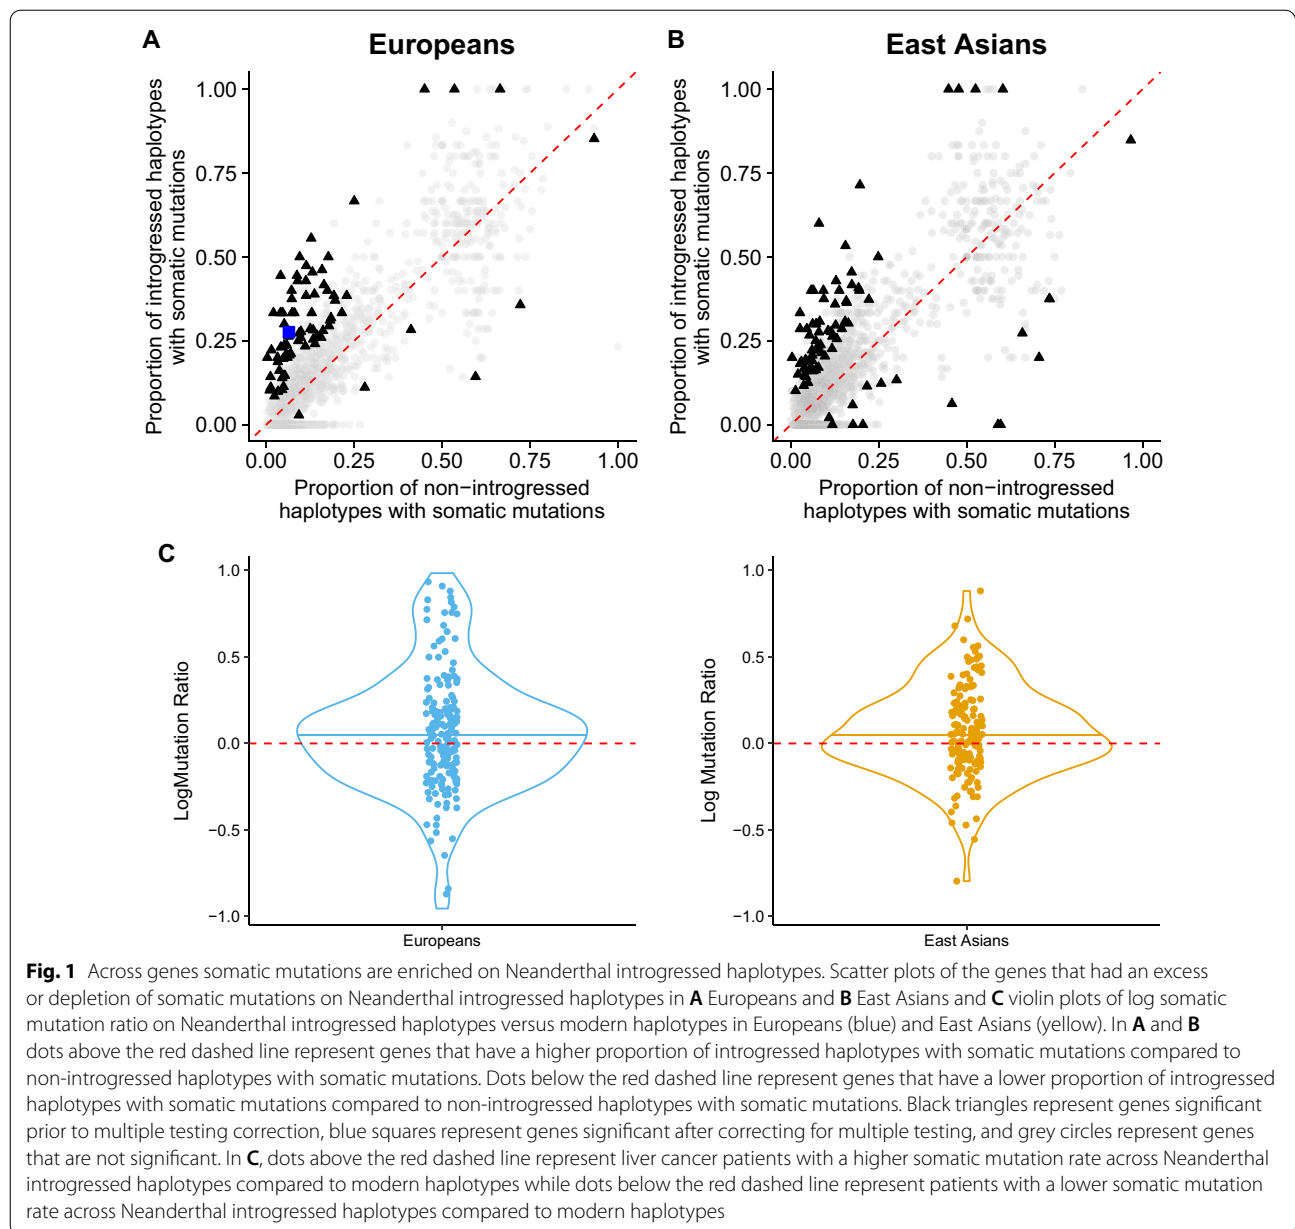 A
Europeans
Proportion of introgressed haplotypes
with somatic mutations
1.00
0.75
0.50
0.25
0.00
0.00 0.25 0.50 0.75 1.00
Proportion of non−introgressed
haplotypes with somatic mutations
B
East Asians
Proportion of introgressed haplotypes
with somatic mutations
1.00
0.75
0.50
0.25
0.00
0.00 0.25 0.50 0.75 1.00
Proportion of non−introgressed
haplotypes with somatic mutations
C
LogMutation Ratio
1.0
0.5
0.0
−0.5
−1.0
Europeans
Log Mutation Ratio
1.0
0.5
0.0
−0.5
−1.0
East Asians
Fig. 1 Across genes somatic mutations are enriched on Neanderthal introgressed haplotypes. Scatter plots of the genes that had an excess
or depletion of somatic mutations on Neanderthal introgressed haplotypes in A Europeans and B East Asians and C violin plots of log somatic
mutation ratio on Neanderthal introgressed haplotypes versus modern haplotypes in Europeans (blue) and East Asians (yellow). In A and B
dots above the red dashed line represent genes that have a higher proportion of introgressed haplotypes with somatic mutations compared to
non-introgressed haplotypes with somatic mutations. Dots below the red dashed line represent genes that have a lower proportion of introgressed
haplotypes with somatic mutations compared to non-introgressed haplotypes with somatic mutations. Black triangles represent genes significant
prior to multiple testing correction, blue squares represent genes significant after correcting for multiple testing, and grey circles represent genes
that are not significant. In C, dots above the red dashed line represent liver cancer patients with a higher somatic mutation rate across Neanderthal
introgressed haplotypes compared to modern haplotypes while dots below the red dashed line represent patients with a lower somatic mutation
rate across Neanderthal introgressed haplotypes compared to modern haplotypes